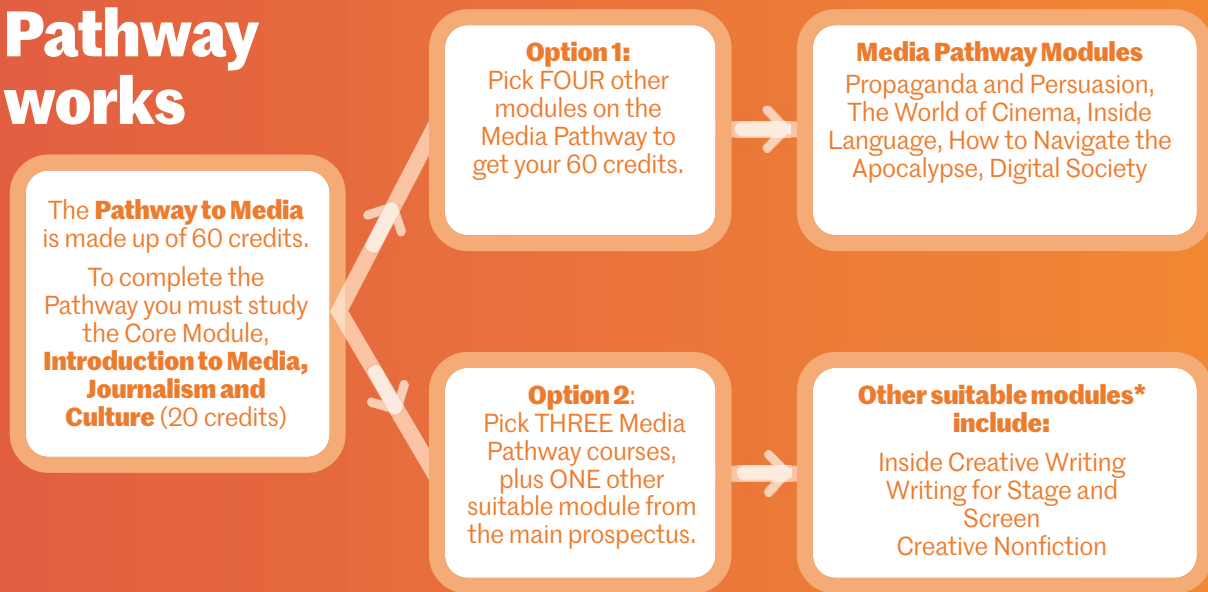 Pathway
works
The Pathway to Media
is made up of 60 credits.
To complete the
Pathway you must study
the Core Module,
Introduction to Media,
Journalism and
Culture (20 credits)
Option 1:
Pick FOUR other
modules on the
Media Pathway to
get your 60 credits.
Media Pathway Modules
Propaganda and Persuasion,
The World of Cinema, Inside
Language, How to Navigate the
Apocalypse, Digital Society
Option 2:
Pick THREE Media
Pathway courses,
plus ONE other
suitable module from
the main prospectus.
Other suitable modules*
include:
Inside Creative Writing
Writing for Stage and
Screen
Creative Nonfiction